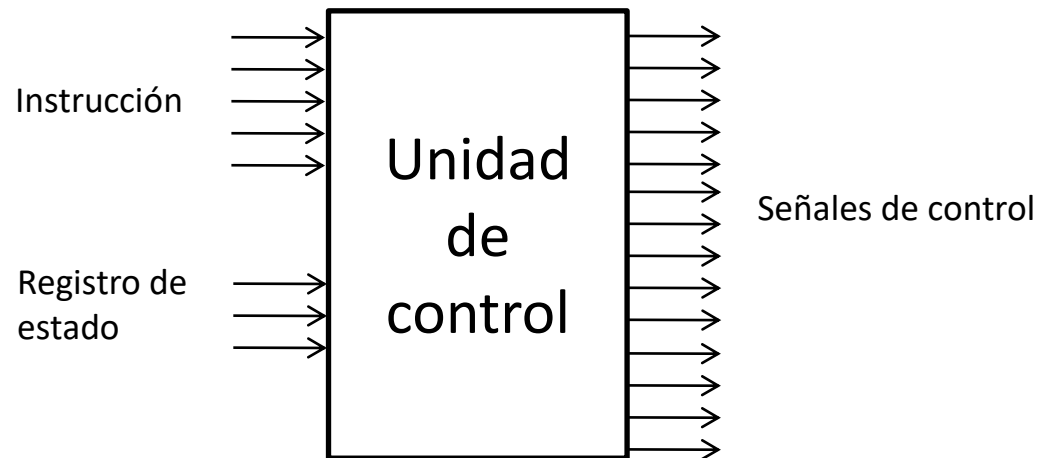 Instrucción
Registro de
estado
Unidad
de
control
Señales de control